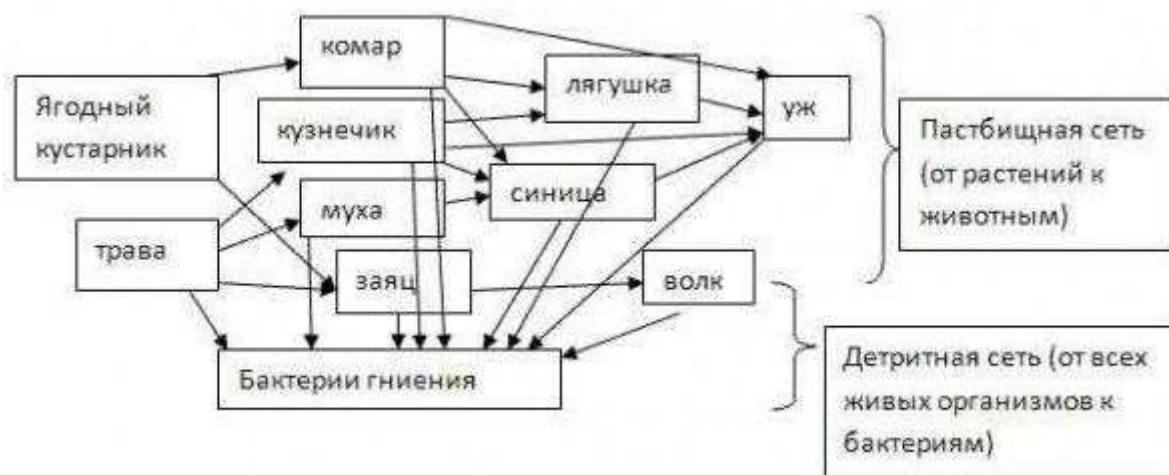 комар
лягушка
уж
Ягодный
кустарник
кузнечик
Пастбищная сеть
(от растений к
животным)
синица
муха
трава
заяц
волк
Бактерии гниения
Детритная сеть (от всех
живых организмов к
бактериям)